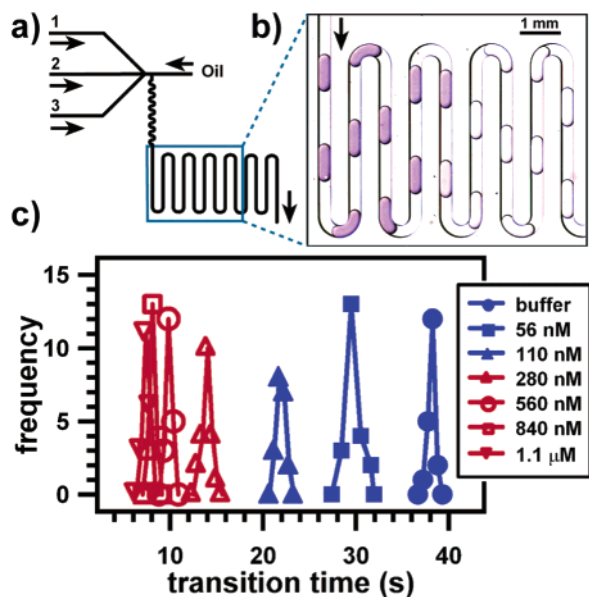 a)
1
2
3
Oil
b)
1 mm
c)
frequency
15
10
5
0
10
20
30
40
transition time (s)
buffer
56 nM
110 nM
280 nM
560 nM
840 nM
1.1 μM